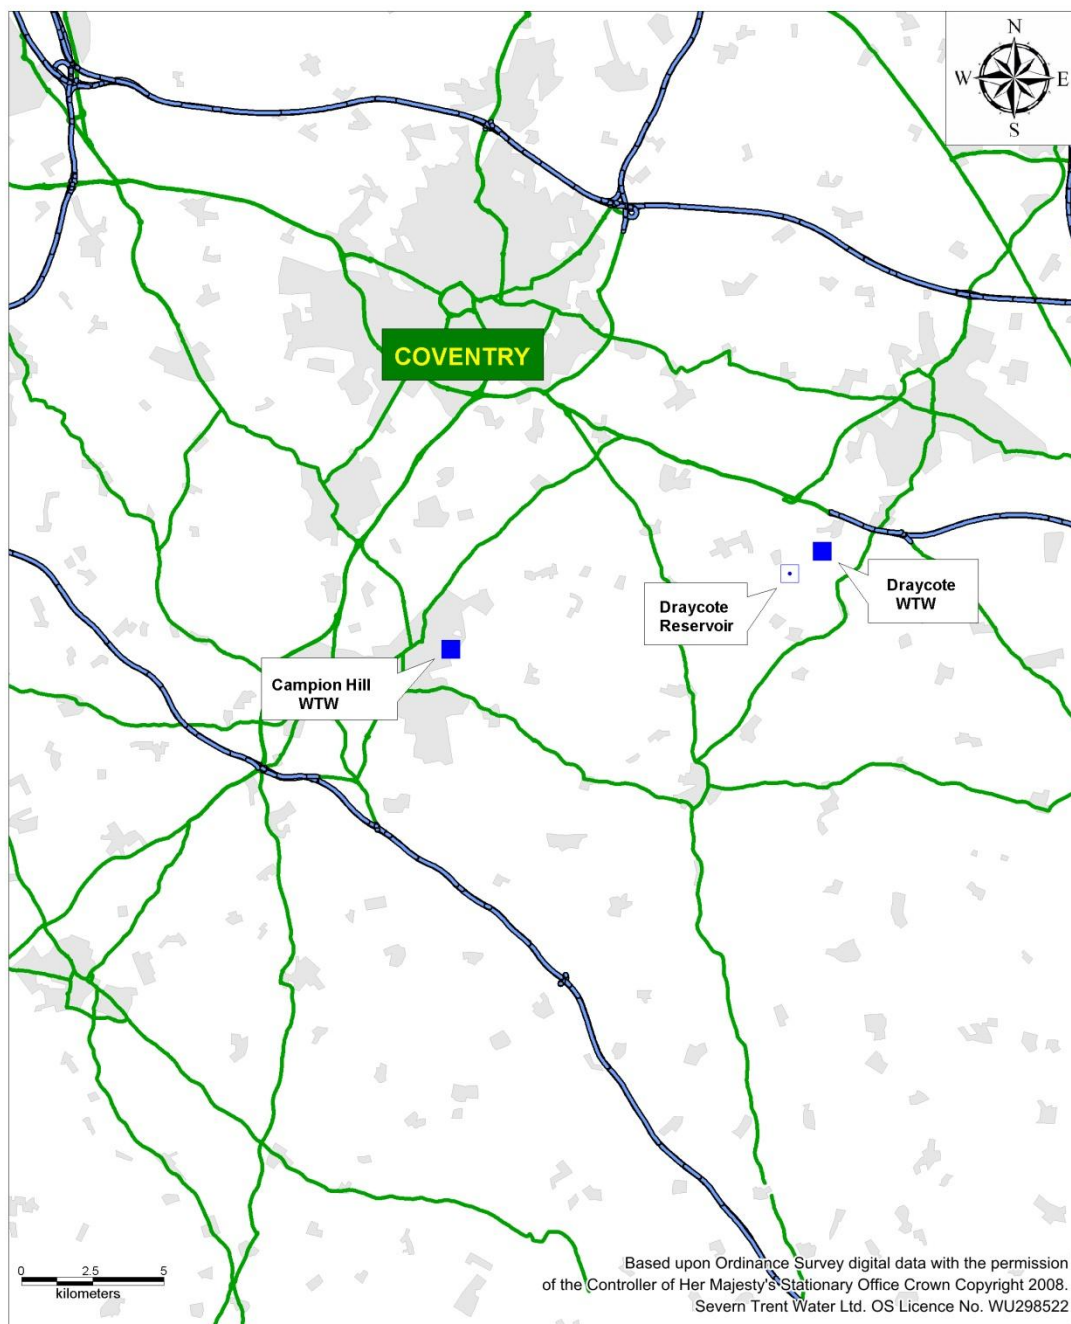 N
W E
S
COVENTRY
Draycote
WTW
Draycote
Reservoir
Campion Hill
WTW
0 2.5 5
kilometers
Based upon Ordinance Survey digital data with the permission
of the Controller of Her Majesty's Stationary Office Crown Copyright 2008.
Severn Trent Water Ltd. OS Licence No. WU298522